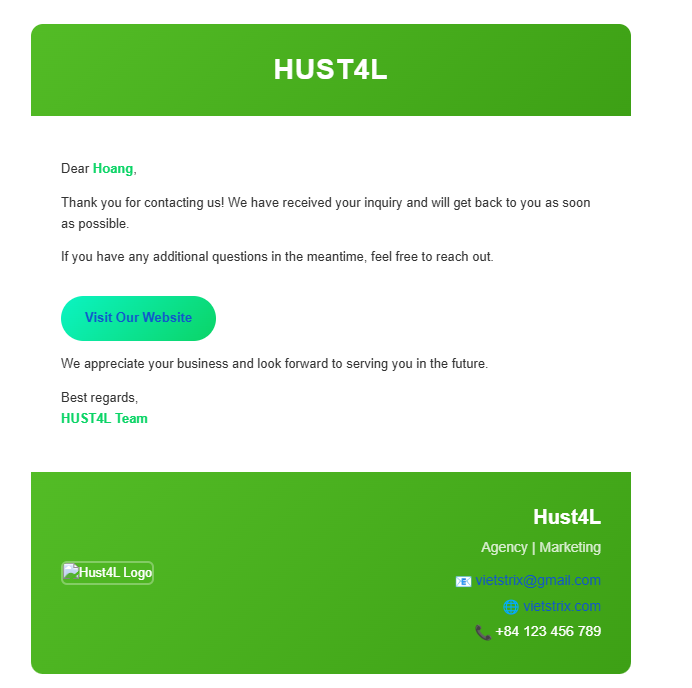 HUST4L
Dear Hoang,
Thank you for contacting us! We have received your inquiry and will get back to you as soon
as possible.
If you have any additional questions in the meantime, feel free to reach out.
Visit Our Website
We appreciate your business and look forward to serving you in the future.
Best regards,
HUST4L Team
Hust4L Logo
Hust4L
Agency | Marketing
📧 vietstrix@gmail.com
🌐 vietstrix.com
📞 +84 123 456 789